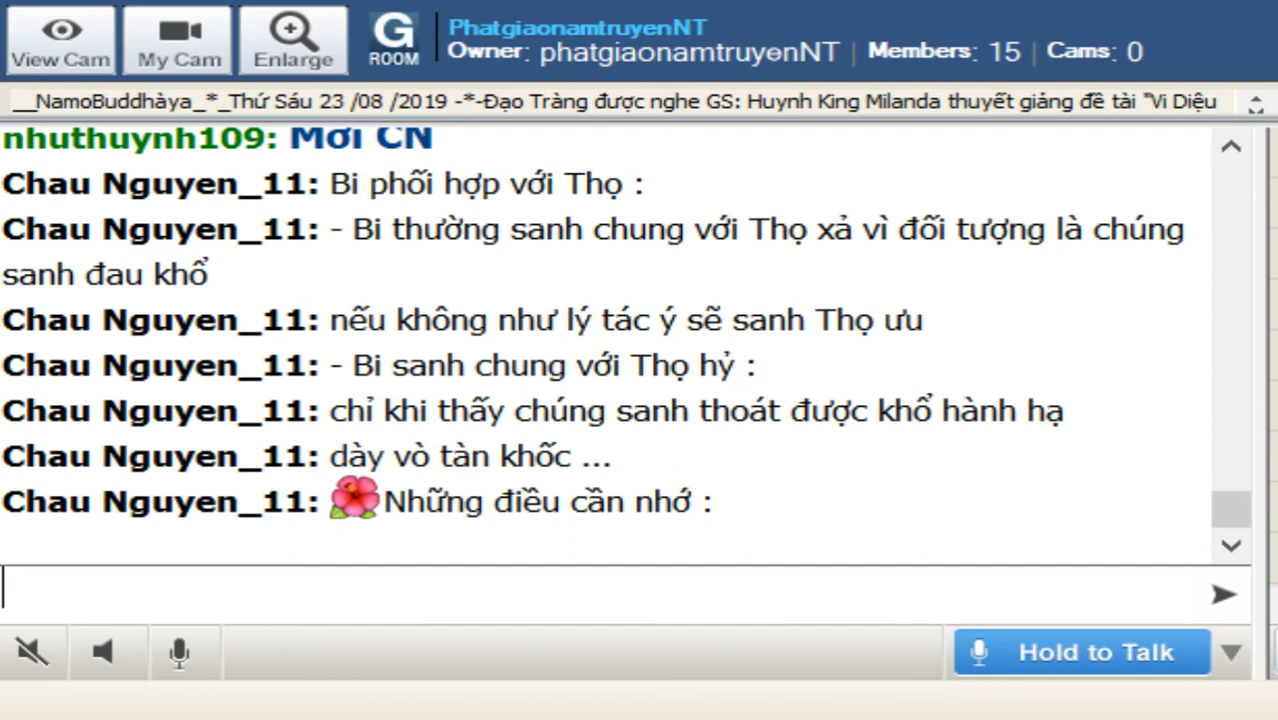 View Cam
My Cam
Enlarge
G
ROOM
PhatgiaonamtruyenNT
Owner: phatgiaonamtruyenNT | Members: 15 | Cams: 0
__NamoBuddhàya_*_Thứ Sáu 23 /08 /2019 -*-Đạo Tràng được nghe GS: Huynh King Milanda thuyết giảng đề tài "Vi Diệu
nhuthuynh109: Mời CN
Chau Nguyen_11: Bi phối hợp với Thọ :
Chau Nguyen_11: - Bi thường sanh chung với Thọ xả vì đối tượng là chúng
sanh đau khổ
Chau Nguyen_11: nếu không như lý tác ý sẽ sanh Thọ ưu
Chau Nguyen_11: - Bi sanh chung với Thọ hỷ :
Chau Nguyen_11: chỉ khi thấy chúng sanh thoát được khổ hành hạ
Chau Nguyen_11: dày vò tàn khốc ...
Chau Nguyen_11: Những điều cần nhớ :
Hold to Talk